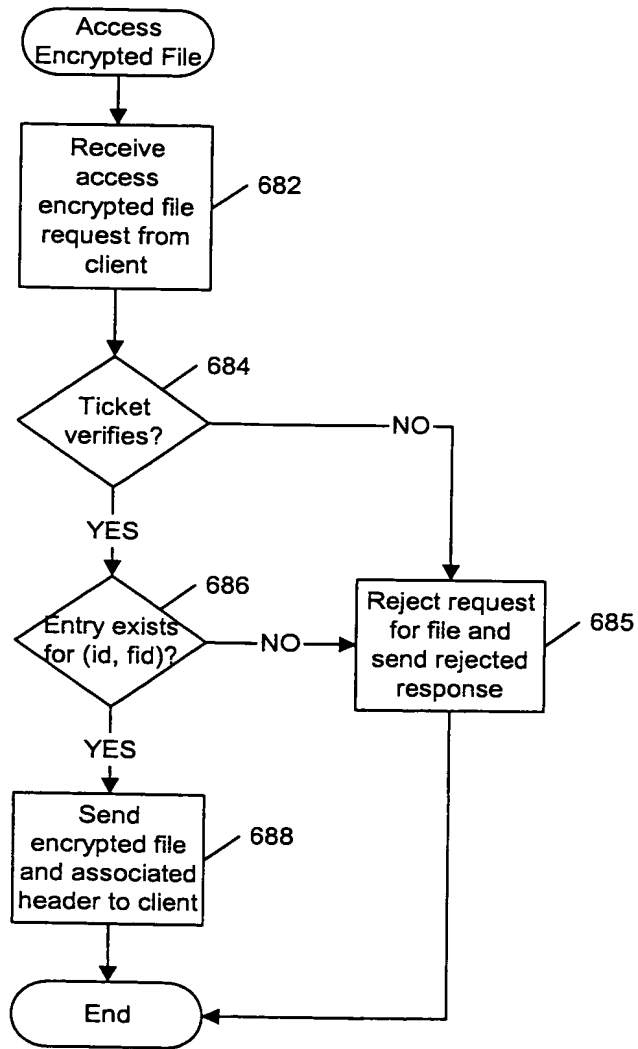 Access
Encrypted File
Receive
access
encrypted file
request from
client
682
684
Ticket
verifies?
NO
YES
686
Entry exists
for (id, fid)?
NO
Reject request
for file and
send rejected
response
685
YES
Send
encrypted file
and associated
header to client
688
End